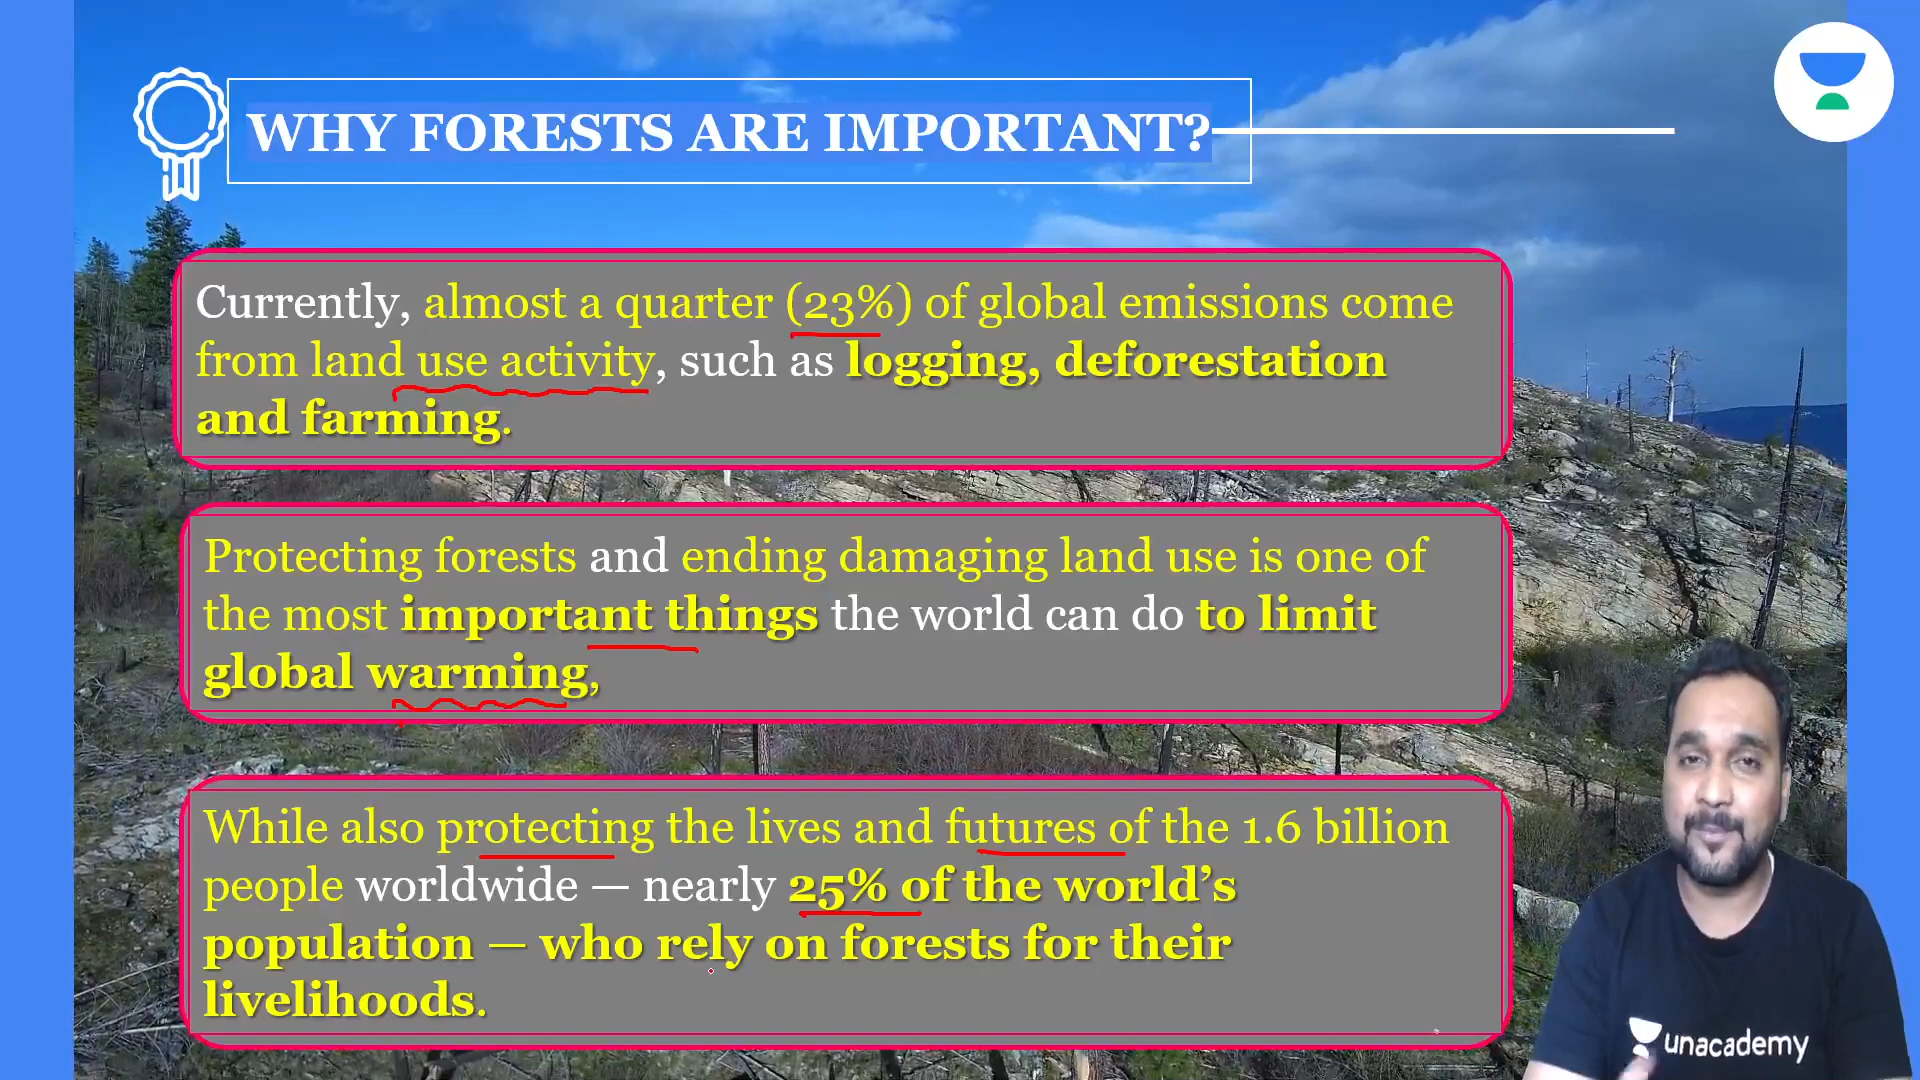 WHY FORESTS ARE IMPORTANT?
Currently, almost a quarter (23%) of global emissions come
from land use activity, such as logging, deforestation
and farming.
Protecting forests and ending damaging land use is one of
the most important things the world can do to limit
global warming,
While also protecting the lives and futures of the 1.6 billion
people worldwide — nearly 25% of the world's
population — who rely on forests for their
livelihoods.
unacademy